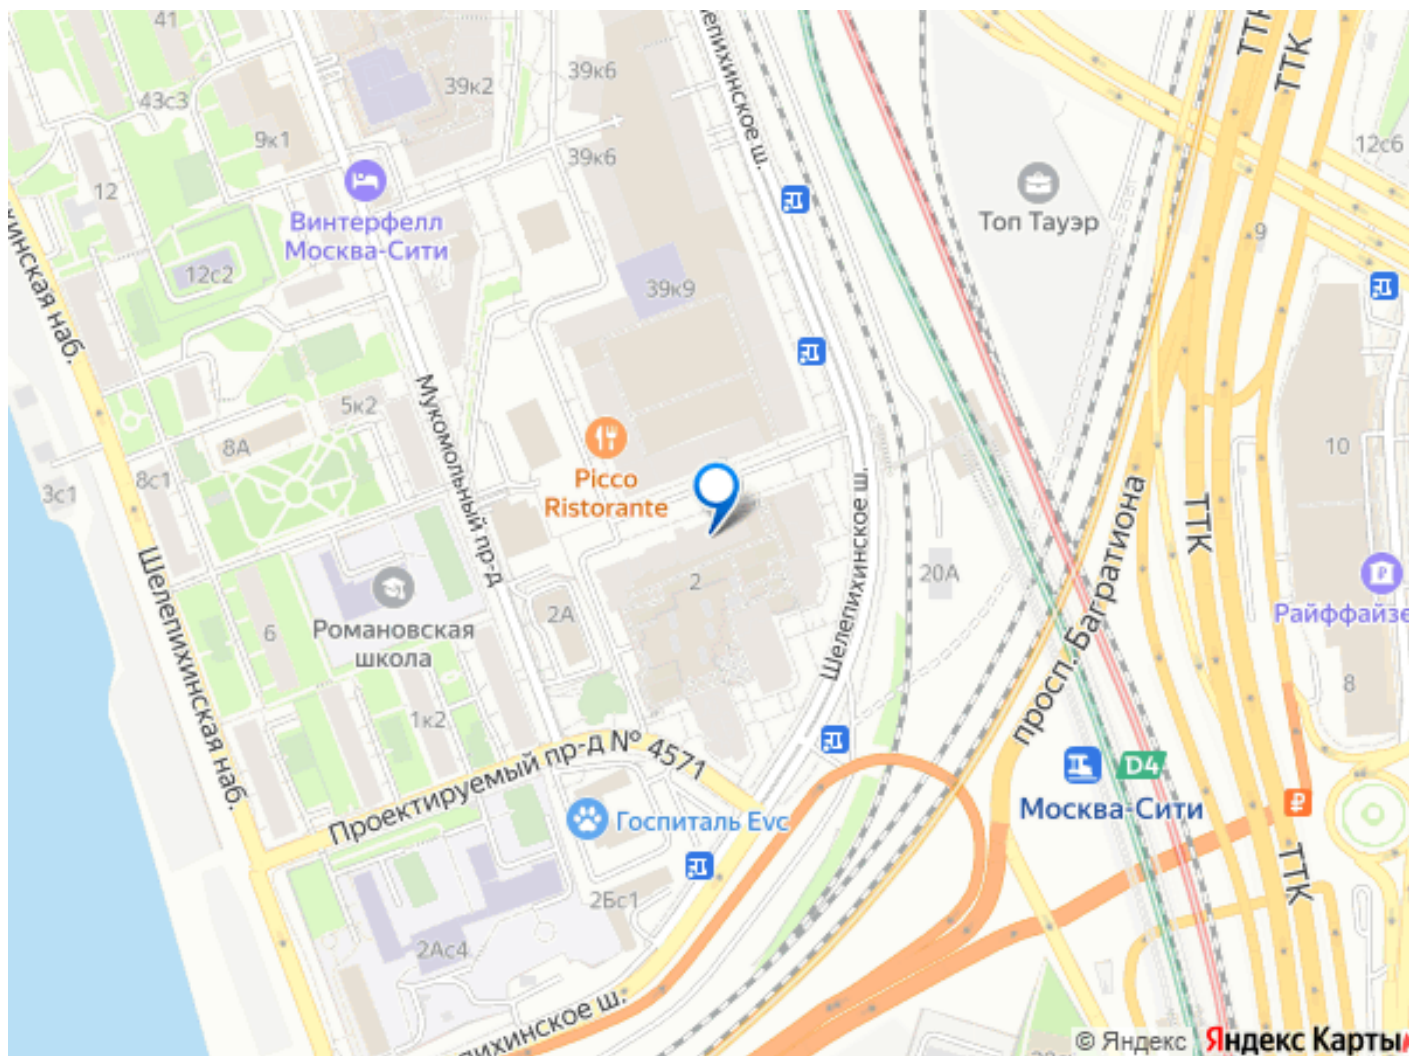 41
39к6
39к2
43с3
9к1
39к6
12
Винтерфелл
Москва-Сити
12с2
39к9
Шелепихинское ш.
ТТК
ТТК
12с6
Топ Тауэр
9
5к2
8А
8с1
3с1
Мукомольный пр-д
Picco
Ristorante
10
ТТК
просп. Багратиона
Шелепихинское ш.
20А
2
2А
Романовская
школа
6
1к2
Райффайзе
8
Шелепихинская наб.
Проектируемый пр-д № 4571
D4
Москва-Сити
Госпиталь Evc
2Бс1
2Ас4
ТТК
© Яндекс Яндекс Карты